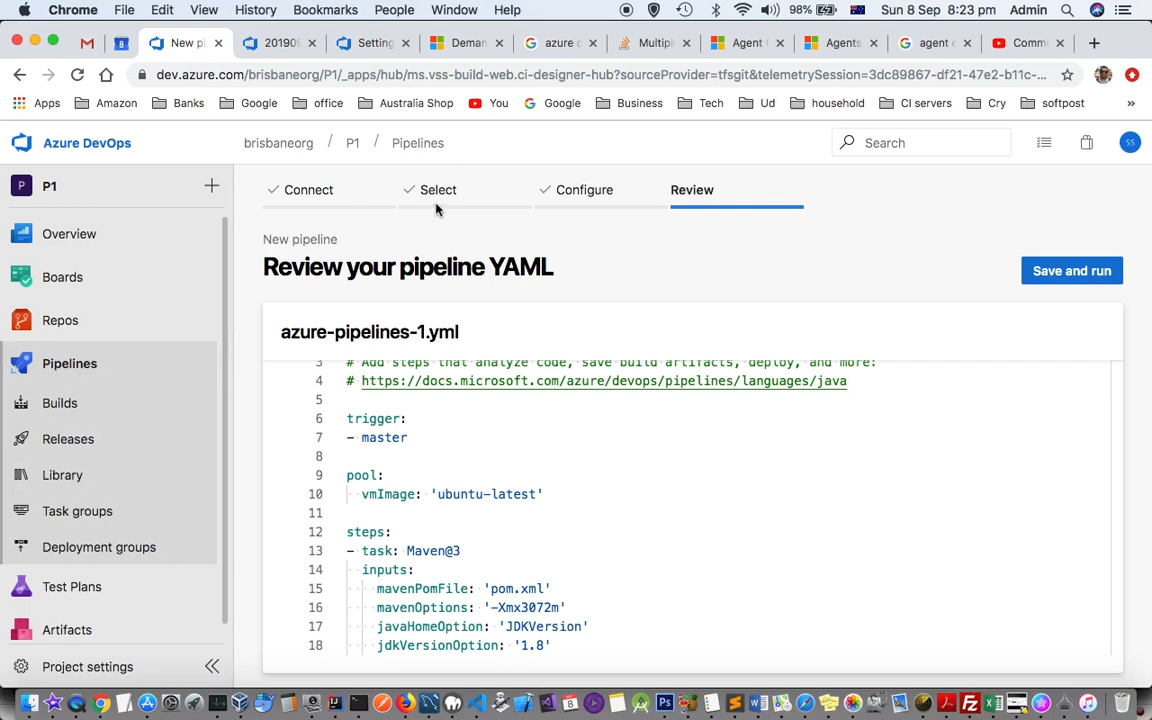 Chrome File Edit View History Bookmarks People Window Help 98% Sun 8 Sep 8:23 pm Admin
New pi 201909 Setting Deman azure c Multipl Agent Agents agent c Comm
dev.azure.com/brisbaneorg/P1/_apps/hub/ms.vss-build-web.ci-designer-hub?sourceProvider=tfsgit&telemetrySession=3dc89867-df21-47e2-b11c-...
Apps Amazon Banks Google office Australia Shop You Google Business Tech Ud household CI servers Cry softpost »
Azure DevOps brisbaneorg / P1 / Pipelines Search SS
P P1
Connect Select Configure Review
Overview
New pipeline
Boards
Review your pipeline YAML
Save and run
Repos
azure-pipelines-1.yml
Pipelines
Builds
Releases
Library
Task groups
Deployment groups
Test Plans
Artifacts
Project settings
3 # Add steps that analyze code, save build artifacts, deploy, and more:
4 # https://docs.microsoft.com/azure/devops/pipelines/languages/java
5
6 trigger:
7 - master
8
9 pool:
10 vmImage: 'ubuntu-latest'
11
12 steps:
13 - task: Maven@3
14 inputs:
15 mavenPomFile: 'pom.xml'
16 mavenOptions: '-Xmx3072m'
17 javaHomeOption: 'JDKVersion'
18 jdkVersionOption: '1.8'